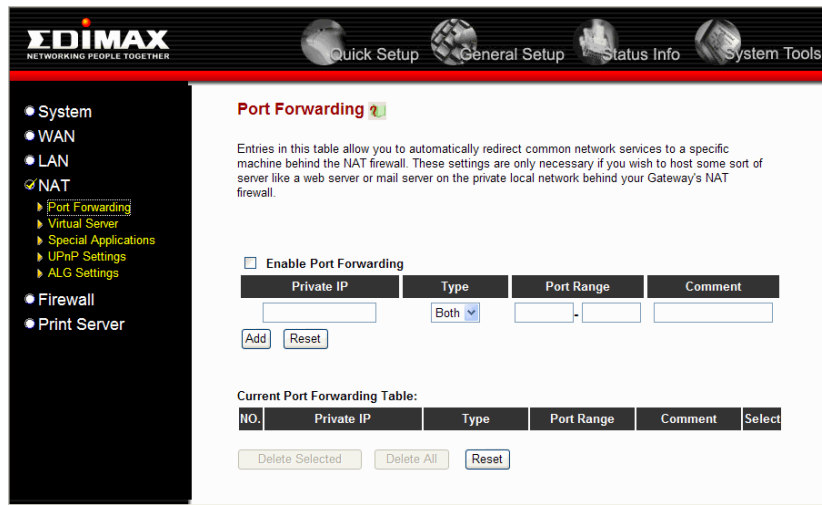 EDIMAX
NETWORKING PEOPLE TOGETHER
Quick Setup
General Setup
Status Info
System Tools
System
WAN
LAN
NAT
Port Forwarding
Virtual Server
Special Applications
UPnP Settings
ALG Settings
Firewall
Print Server
Port Forwarding
Entries in this table allow you to automatically redirect common network services to a specific
machine behind the NAT firewall. These settings are only necessary if you wish to host some sort of
server like a web server or mail server on the private local network behind your Gateway's NAT
firewall.
Enable Port Forwarding
Private IP Type Port Range Comment
Both -
Add Reset
Current Port Forwarding Table:
NO. Private IP Type Port Range Comment Select
Delete Selected Delete All Reset